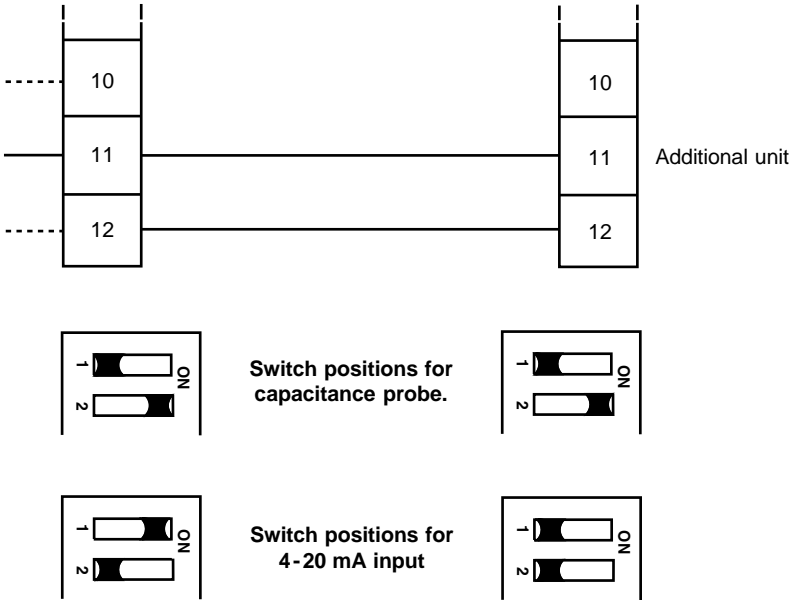 10
10
11
11
Additional unit
12
12
1
ON
2
Switch positions for
capacitance probe.
1
ON
2
1
ON
2
Switch positions for
4-20 mA input
1
ON
2